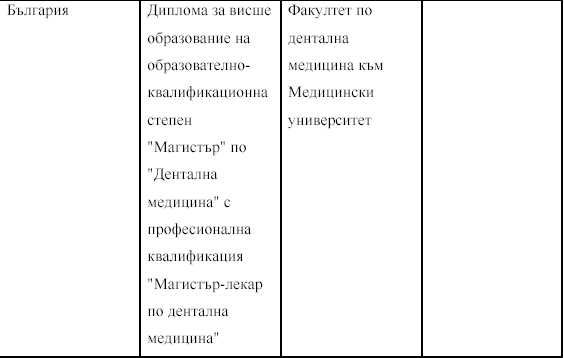 България
Диплома за висше
образование на
образователно-
квалификационна
степен
"Магистър" по
"Дентална
медицина" с
професионална
квалификация
"Магистър-лекар
по дентална
медицина"
Факултет по
дентална
медицина към
Медицински
университет